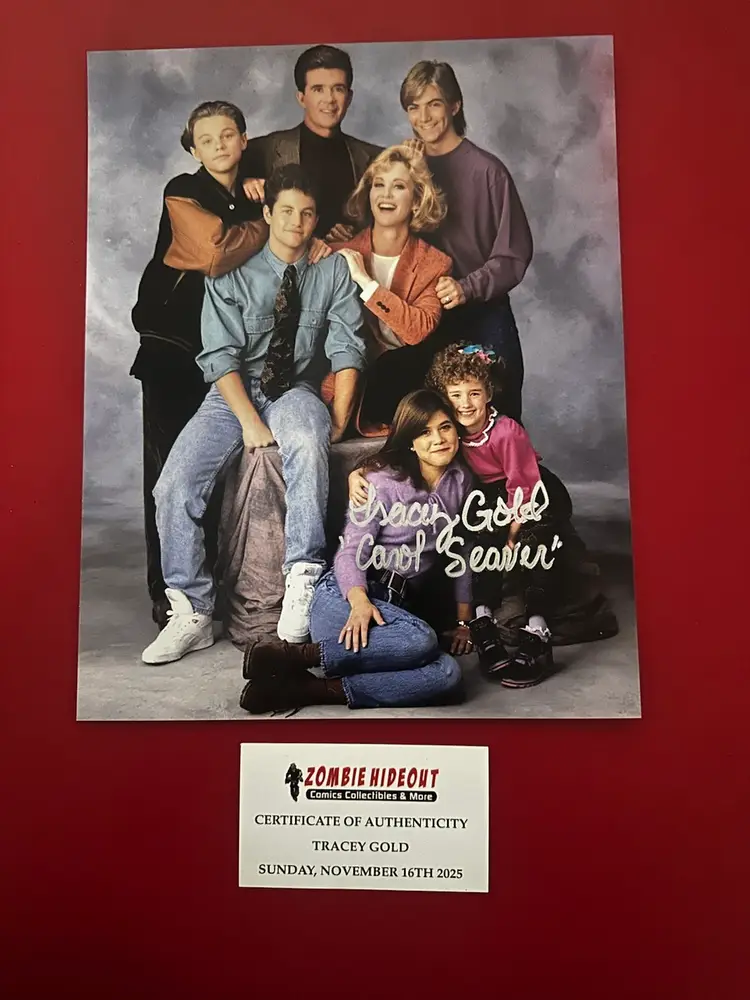 Tracey Gold
"Carol Seaver"
ZOMBIE HIDEOUT
Comics Collectibles & More
CERTIFICATE OF AUTHENTICITY
TRACEY GOLD
SUNDAY, NOVEMBER 16TH 2025